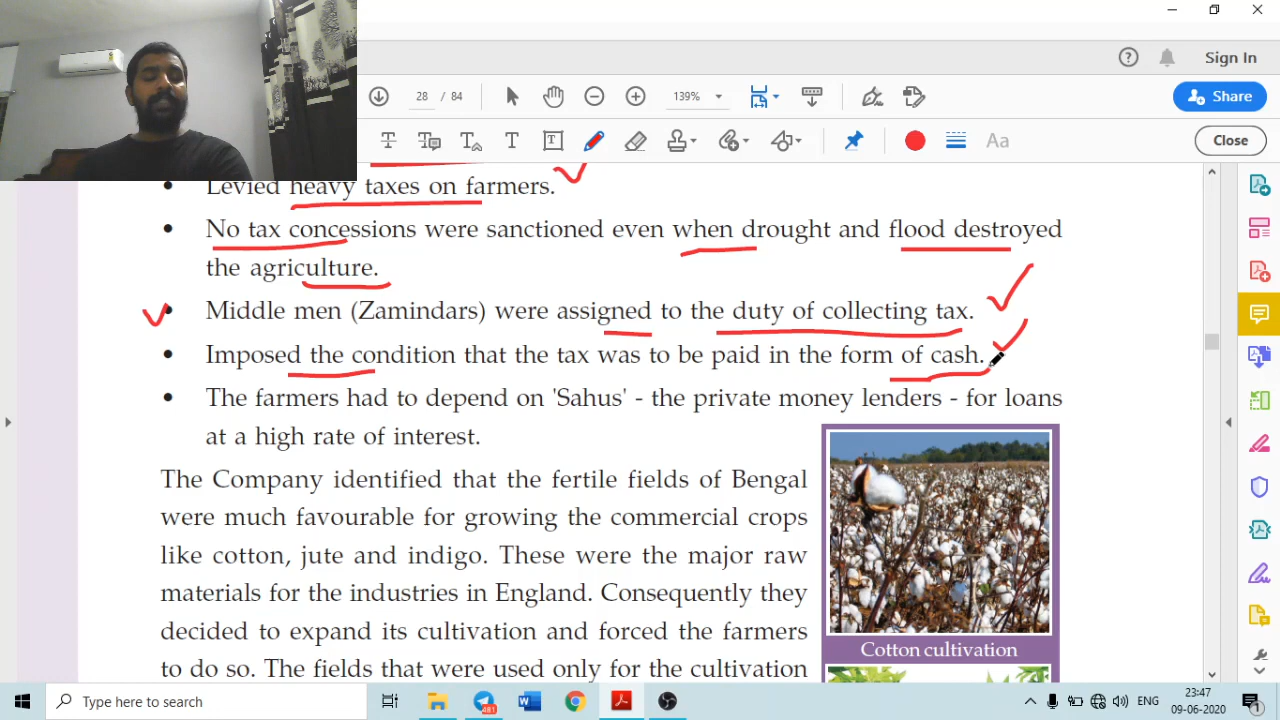 Sign In
28 / 84
139%
Share
Close
Levied heavy taxes on farmers.
No tax concessions were sanctioned even when drought and flood destroyed
the agriculture.
Middle men (Zamindars) were assigned to the duty of collecting tax.
Imposed the condition that the tax was to be paid in the form of cash.
The farmers had to depend on 'Sahus' - the private money lenders - for loans
at a high rate of interest.
The Company identified that the fertile fields of Bengal
were much favourable for growing the commercial crops
like cotton, jute and indigo. These were the major raw
materials for the industries in England. Consequently they
decided to expand its cultivation and forced the farmers
to do so. The fields that were used only for the cultivation
Cotton cultivation
Type here to search
481
ENG
23:47
09-06-2020
1